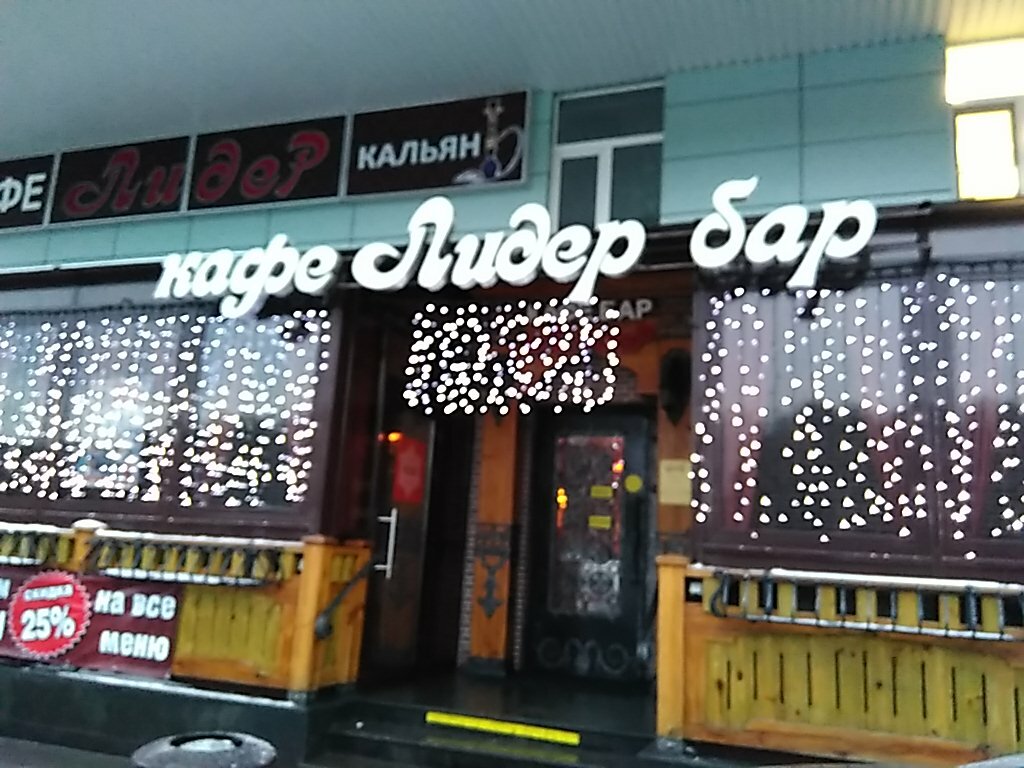 ФЕ Лидер КАЛЬЯН
кафе Лидер бар
БАР
скидка
25%
на все
меню